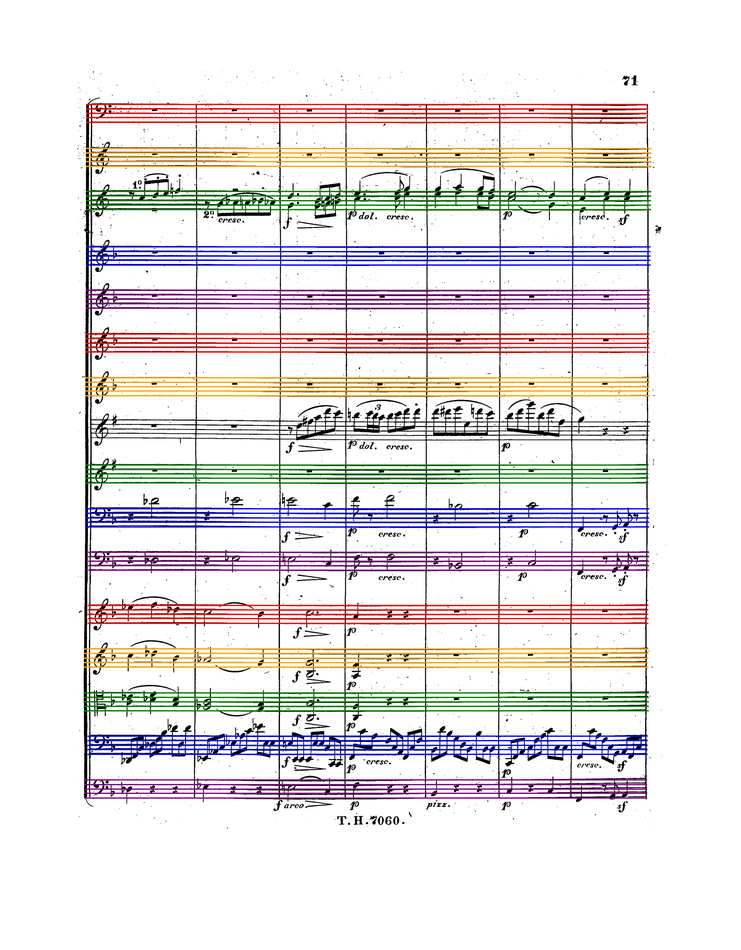 71
1º
2º cresc. f p dol. cresc. p cresc. sf
3
f p dol. cresc. p
f p cresc. p cresc. sf
f p cresc. p cresc. sf
f p
f p
f p
f p cresc. p cresc. sf
f arco. p pizz. p sf
T. H. 7060.